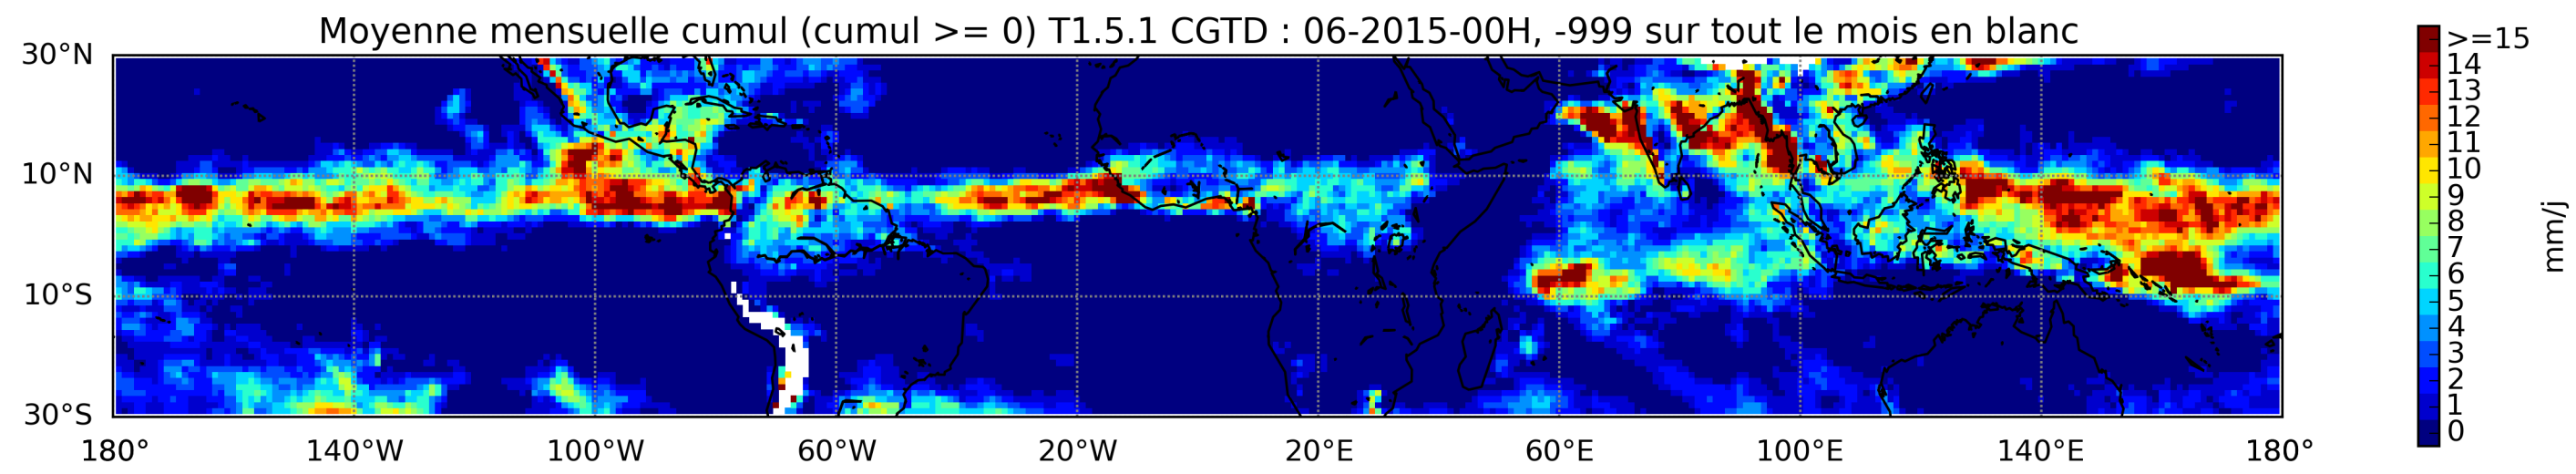 Moyenne mensuelle cumul (cumul >= 0) T1.5.1 CGTD : 06-2015-00H, -999 sur tout le mois en blanc
30°N
10°N
10°S
30°S
180° 140°W 100°W 60°W 20°W 20°E 60°E 100°E 140°E 180°
>=15
14
13
12
11
10
9
8
7
6
5
4
3
2
1
0
mm/j